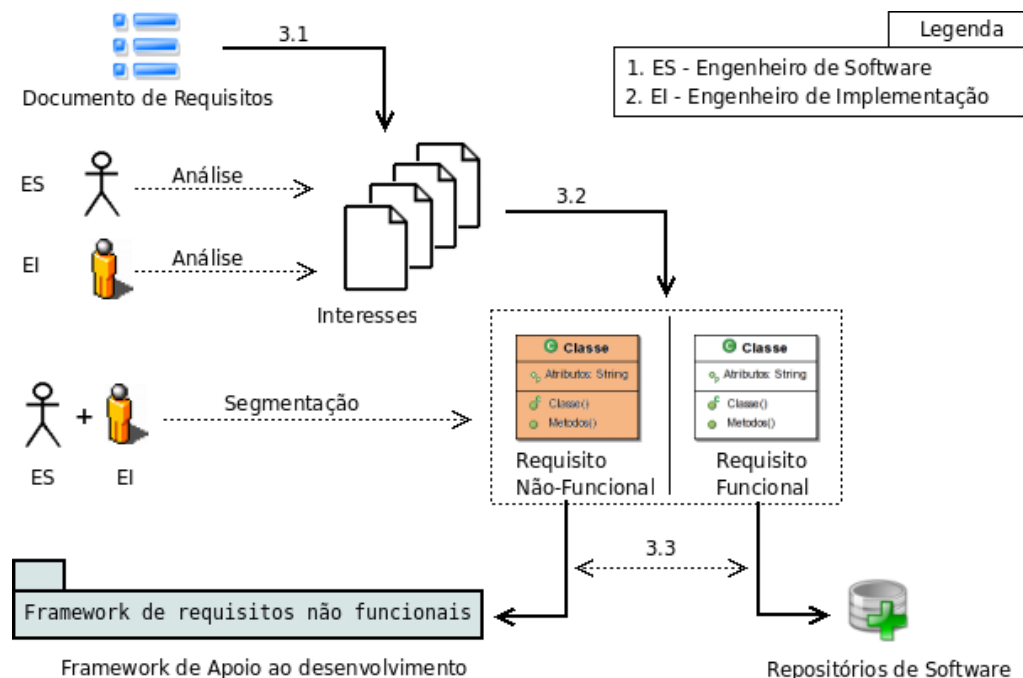 3.1
Legenda
1. ES - Engenheiro de Software
2. EI - Engenheiro de Implementação
Documento de Requisitos
ES
Análise
3.2
EI
Análise
Interesses
Classe
Atributos: String
Classe()
Metodos()
Classe
Atributos: String
Classe()
Metodos()
Segmentação
+
ES
EI
Requisito
Não-Funcional
Requisito
Funcional
3.3
Framework de requisitos não funcionais
Framework de Apoio ao desenvolvimento
Repositórios de Software